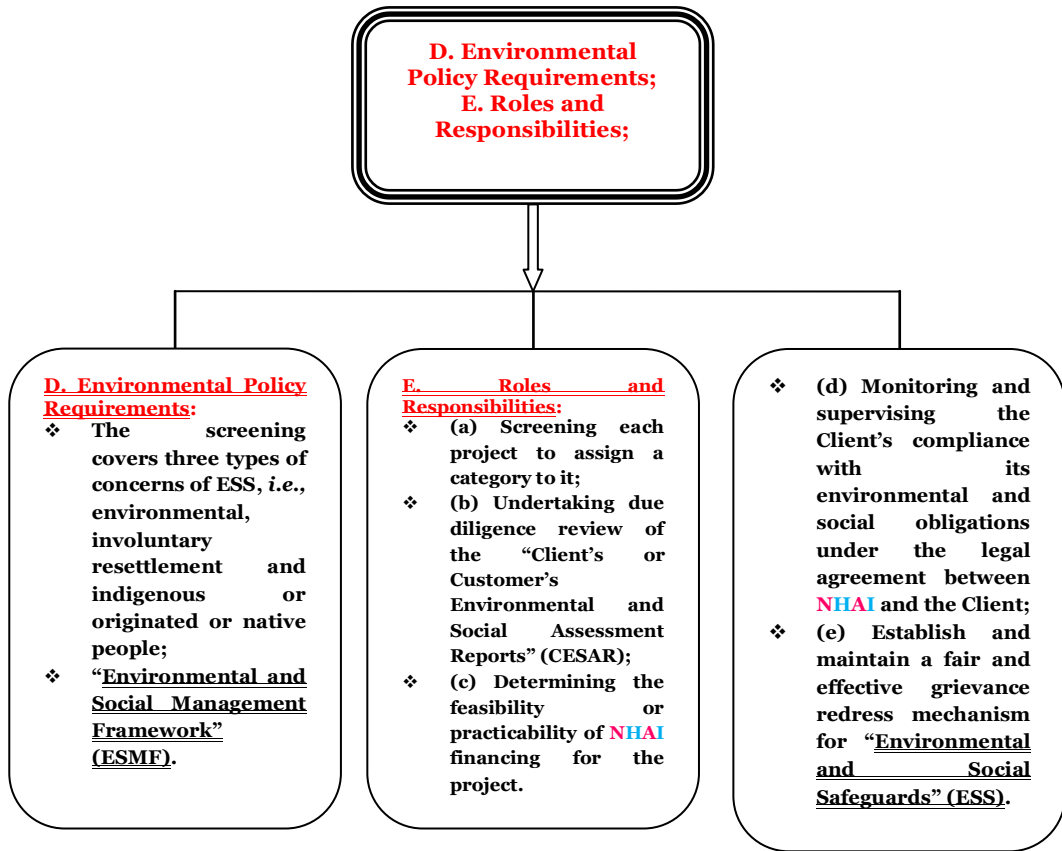 D. Environmental
Policy Requirements;
E. Roles and
Responsibilities;
D. Environmental Policy
Requirements:
❖ The screening
covers three types of
concerns of ESS, i.e.,
environmental,
involuntary
resettlement and
indigenous or
originated or native
people;
❖ “Environmental and
Social Management
Framework”
(ESMF).
E. Roles and
Responsibilities:
❖ (a) Screening each
project to assign a
category to it;
❖ (b) Undertaking due
diligence review of
the “Client’s or
Customer’s
Environmental and
Social Assessment
Reports” (CESAR);
❖ (c) Determining the
feasibility or
practicability of NHAI
financing for the
project.
❖ (d) Monitoring and
supervising the
Client’s compliance
with its
environmental and
social obligations
under the legal
agreement between
NHAI and the Client;
❖ (e) Establish and
maintain a fair and
effective grievance
redress mechanism
for “Environmental
and Social
Safeguards” (ESS).